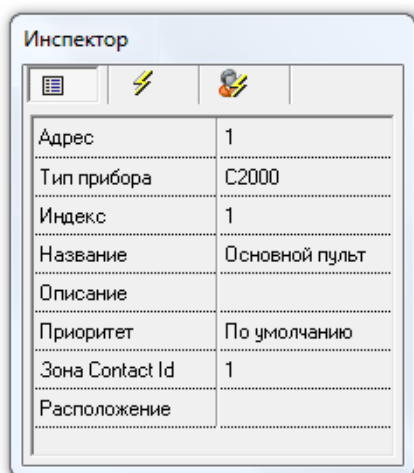 Инспектор
Адрес 1
Тип прибора С2000
Индекс 1
Название Основной пульт
Описание
Приоритет По умолчанию
Зона Contact Id 1
Расположение